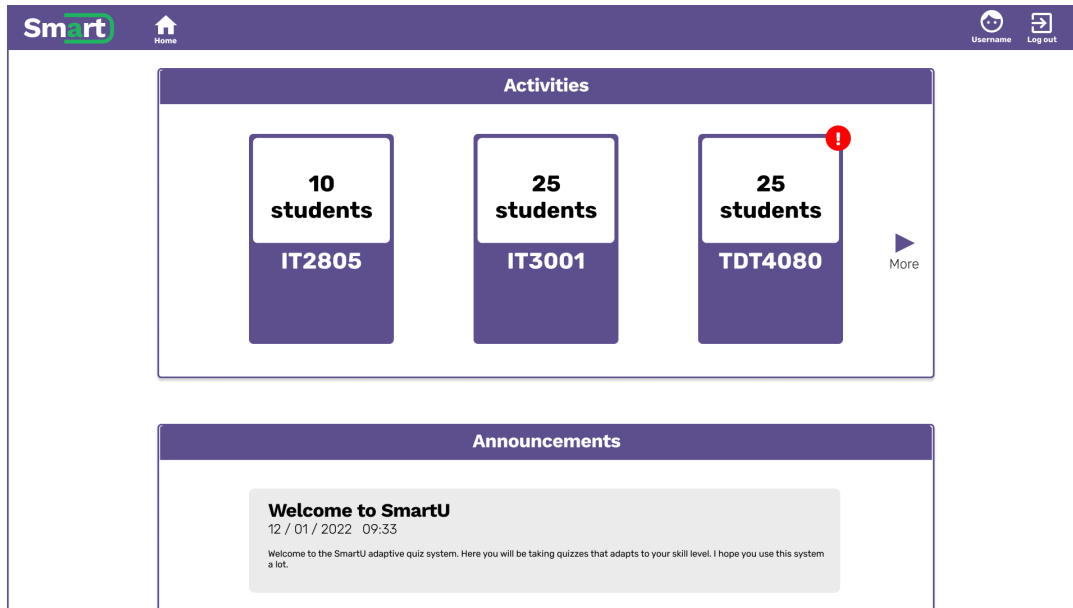 Smart
Home
Username
Log out
Activities
10
students
IT2805
25
students
IT3001
!
25
students
TDT4080
More
Announcements
Welcome to SmartU
12 / 01 / 2022 09:33
Welcome to the SmartU adaptive quiz system. Here you will be taking quizzes that adapts to your skill level. I hope you use this system
a lot.